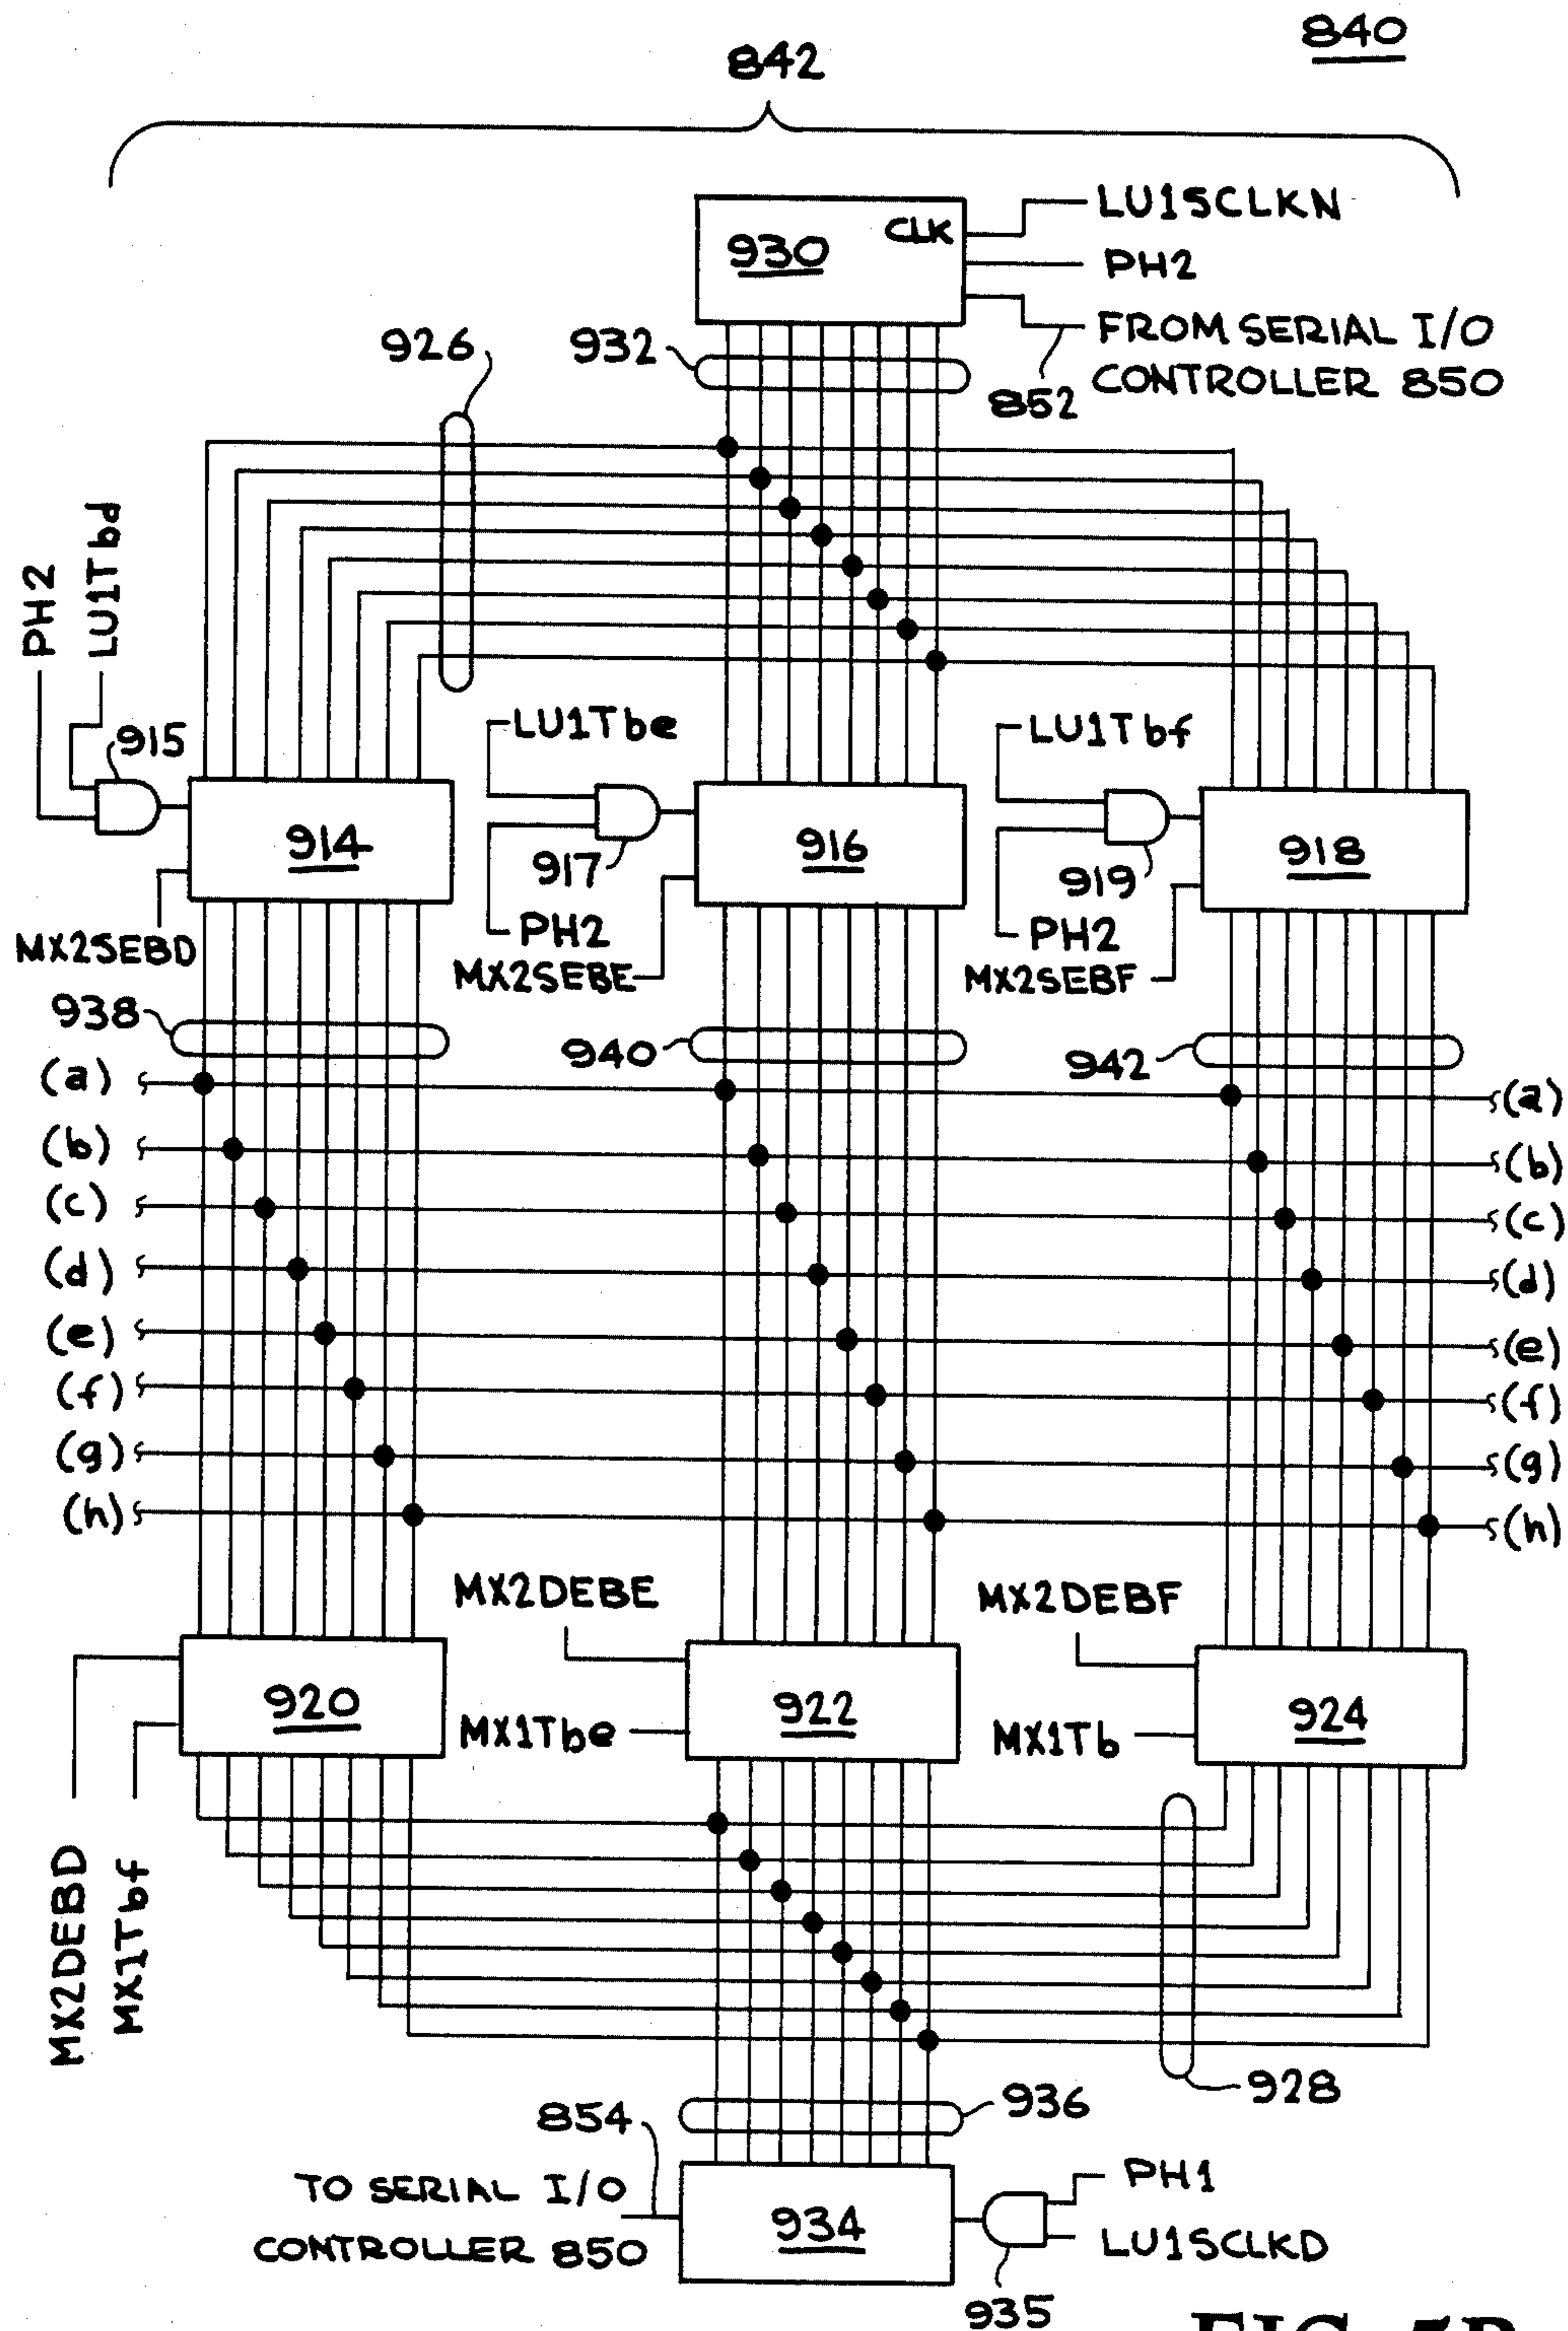 840
842
930
CLK
LU1SCLKN
PH2
FROM SERIAL I/O
CONTROLLER 850
852
926
932
PH2
LU1Tbd
915
LU1Tbe
LU1Tbf
914
917
916
919
918
PH2
PH2
MX2SEBD
MX2SEBE
MX2SEBF
938
940
942
(a)
(a)
(b)
(b)
(c)
(c)
(d)
(d)
(e)
(e)
(f)
(f)
(g)
(g)
(h)
(h)
MX2DEBE
MX2DEBF
920
922
924
MX1Tbe
MX1Tb
MX2DEBD
MX1Tbf
928
936
854
TO SERIAL I/O
CONTROLLER 850
934
PH1
LU1SCLKD
935